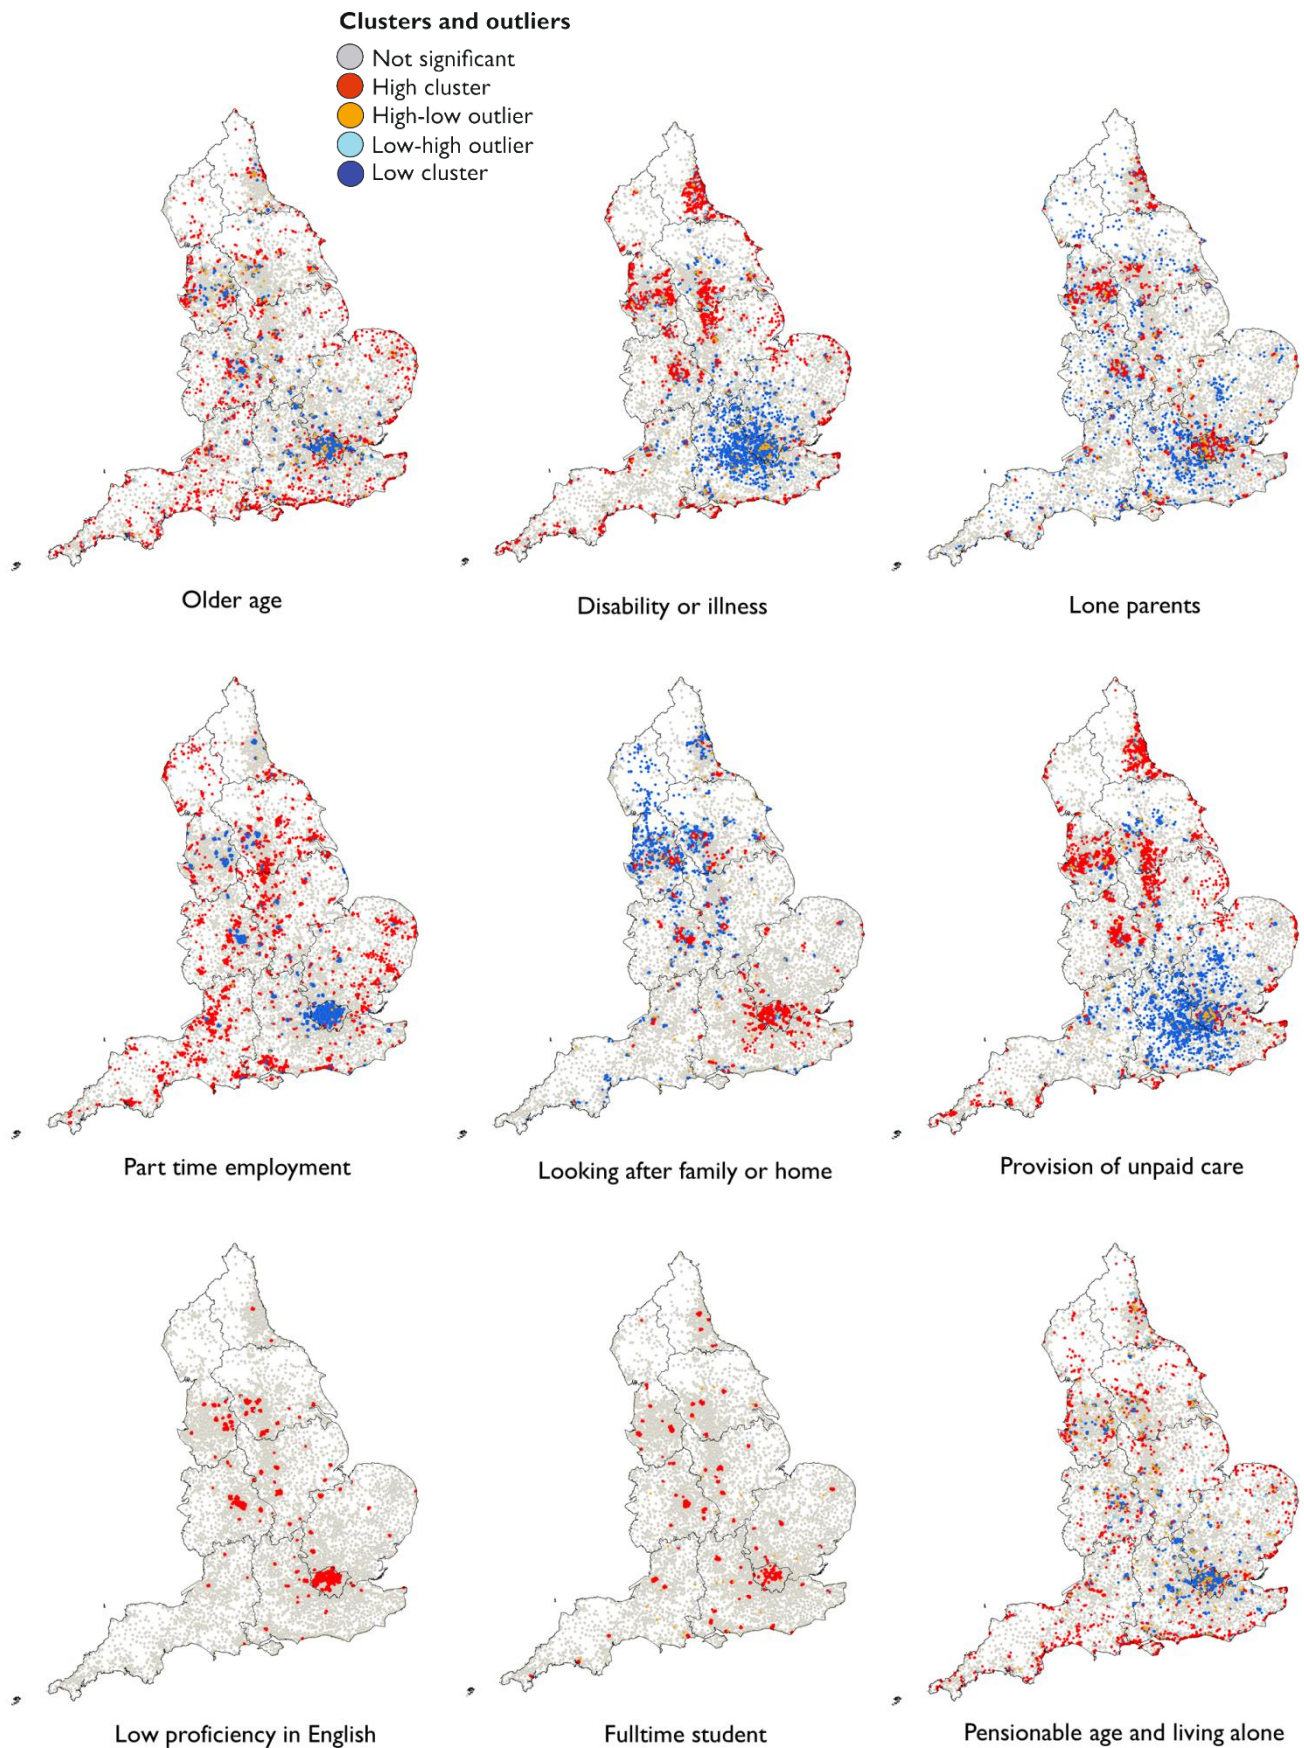 Clusters and outliers
Not significant
High cluster
High-low outlier
Low-high outlier
Low cluster
Older age
Disability or illness
Lone parents
Part time employment
Looking after family or home
Provision of unpaid care
Low proficiency in English
Fulltime student
Pensionable age and living alone